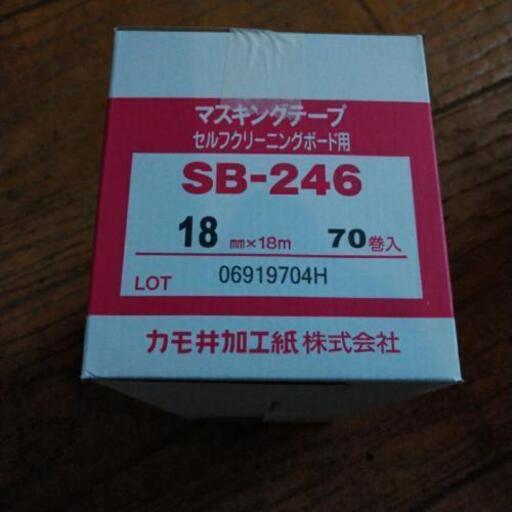 マスキングテープ
セルフクリーニングボード用
SB-246
18 mm×18m 70巻入
LOT 06919704H
カモ井加工紙株式会社